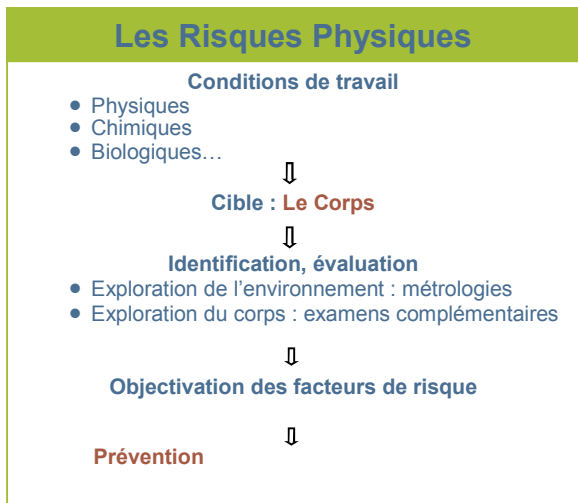 Les Risques Physiques
Conditions de travail
• Physiques
• Chimiques
• Biologiques…
⇩
Cible : Le Corps
⇩
Identification, évaluation
• Exploration de l’environnement : métrologies
• Exploration du corps : examens complémentaires
⇩
Objectivation des facteurs de risque
⇩
Prévention